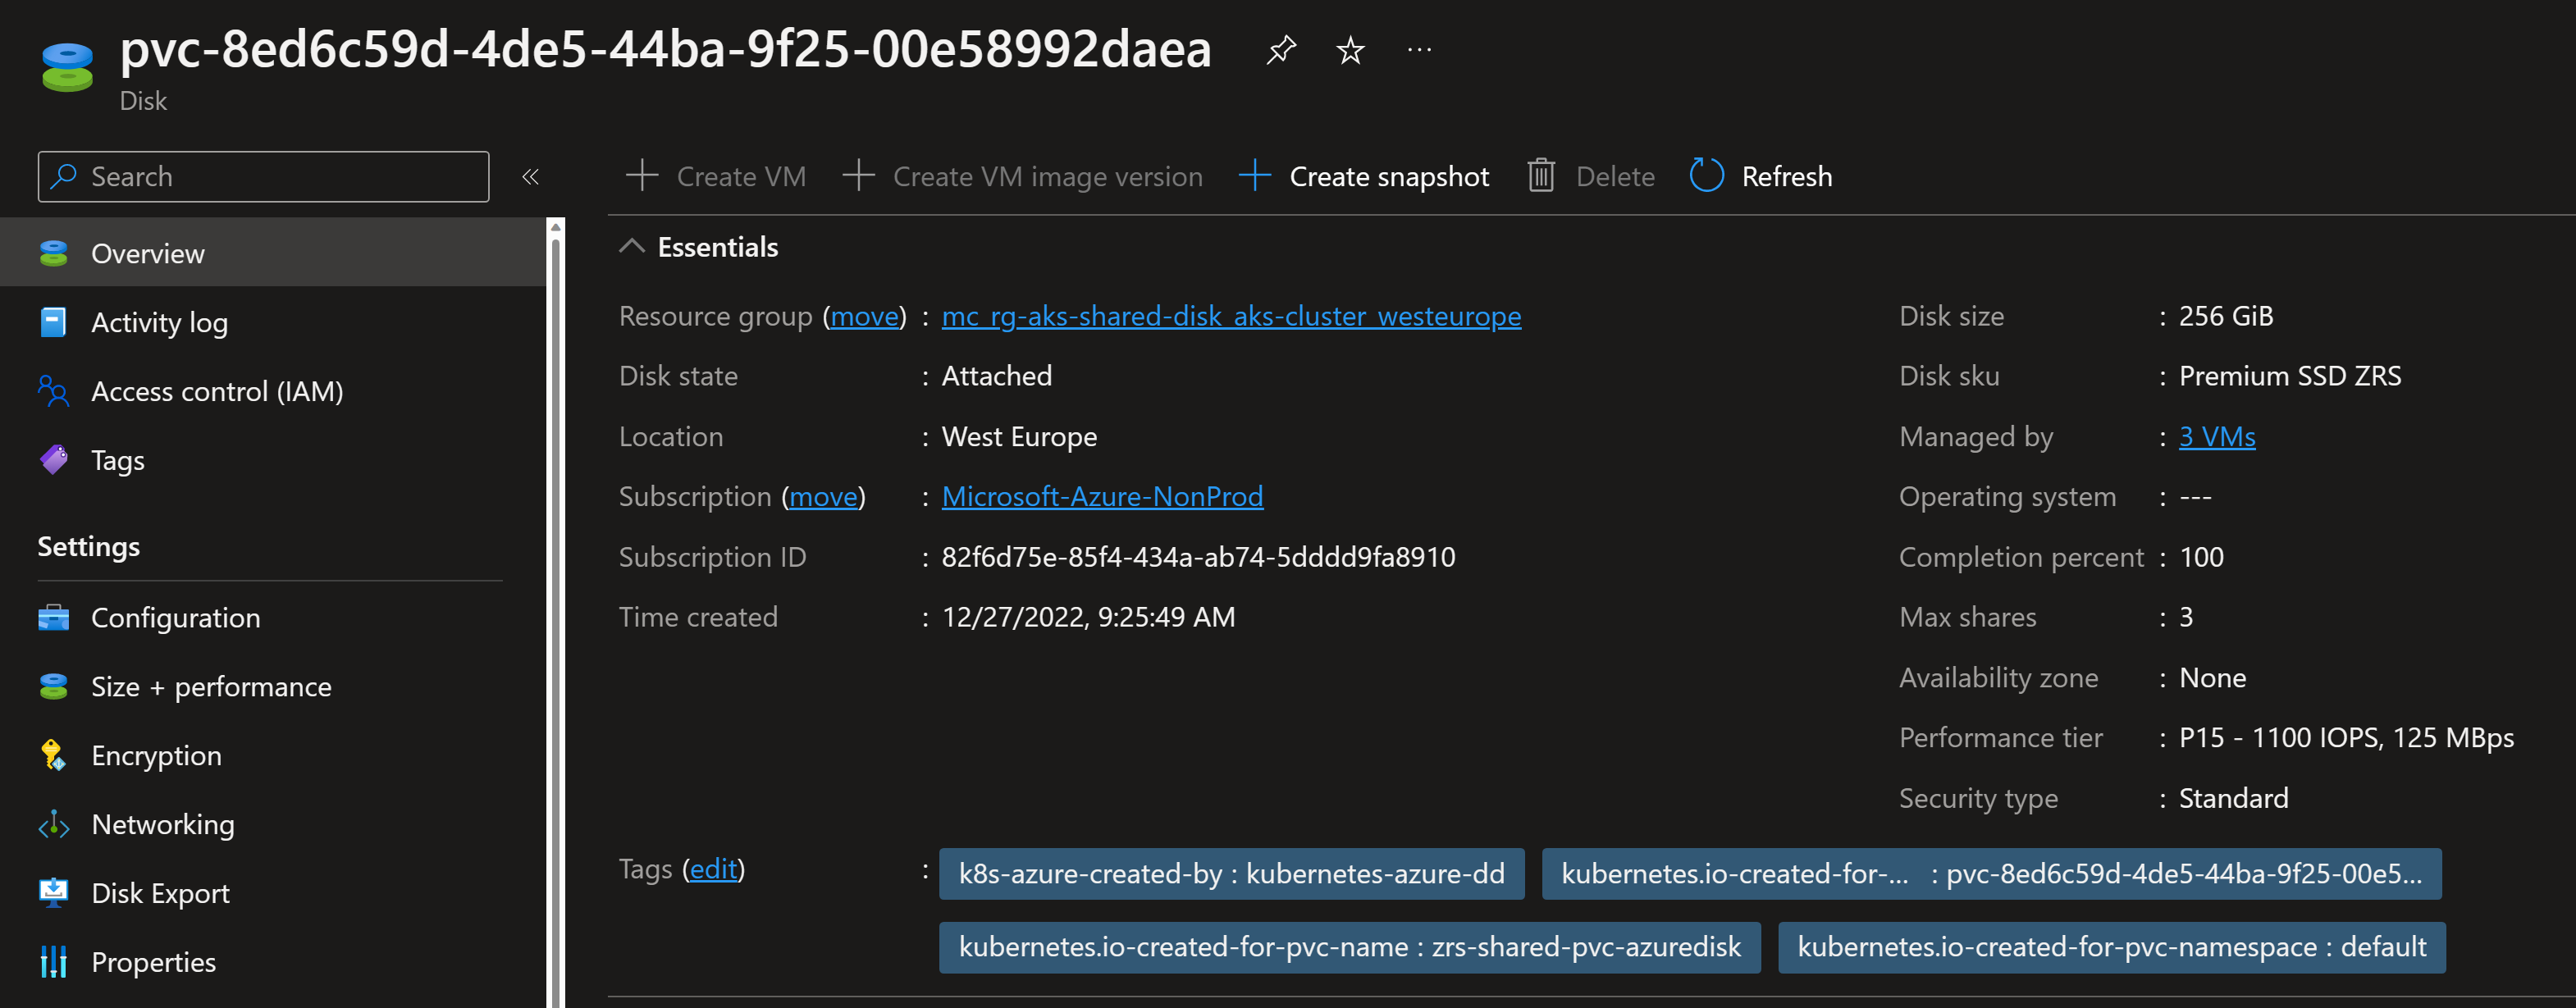 pvc-8ed6c59d-4de5-44ba-9f25-00e58992daea
Disk
Search
Create VM
Create VM image version
Create snapshot
Delete
Refresh
Overview
Activity log
Access control (IAM)
Tags
Settings
Configuration
Size + performance
Encryption
Networking
Disk Export
Properties
Essentials
Resource group (move) : mc_rg-aks-shared-disk_aks-cluster_westeurope
Disk state : Attached
Location : West Europe
Subscription (move) : Microsoft-Azure-NonProd
Subscription ID : 82f6d75e-85f4-434a-ab74-5dddd9fa8910
Time created : 12/27/2022, 9:25:49 AM
Disk size : 256 GiB
Disk sku : Premium SSD ZRS
Managed by : 3 VMs
Operating system : ---
Completion percent : 100
Max shares : 3
Availability zone : None
Performance tier : P15 - 1100 IOPS, 125 MBps
Security type : Standard
Tags (edit) : k8s-azure-created-by : kubernetes-azure-dd kubernetes.io-created-for-... : pvc-8ed6c59d-4de5-44ba-9f25-00e5...
kubernetes.io-created-for-pvc-name : zrs-shared-pvc-azuredisk kubernetes.io-created-for-pvc-namespace : default